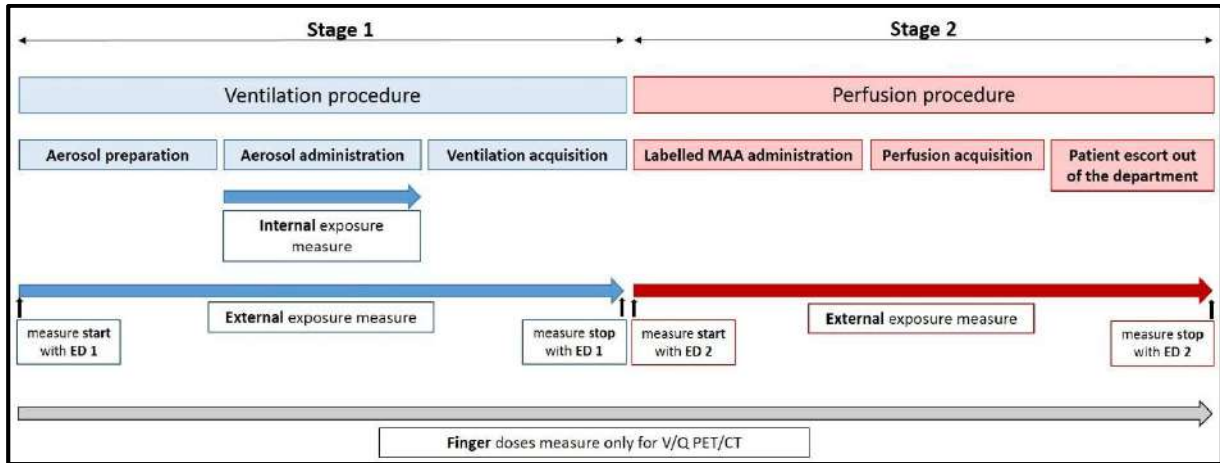 Stage 1
Stage 2
Ventilation procedure
Perfusion procedure
Aerosol preparation
Aerosol administration
Ventilation acquisition
Labelled MAA administration
Perfusion acquisition
Patient escort out
of the department
Internal exposure
measure
External exposure measure
External exposure measure
measure start
with ED 1
measure stop
with ED 1
measure start
with ED 2
measure stop
with ED 2
Finger doses measure only for V/Q PET/CT